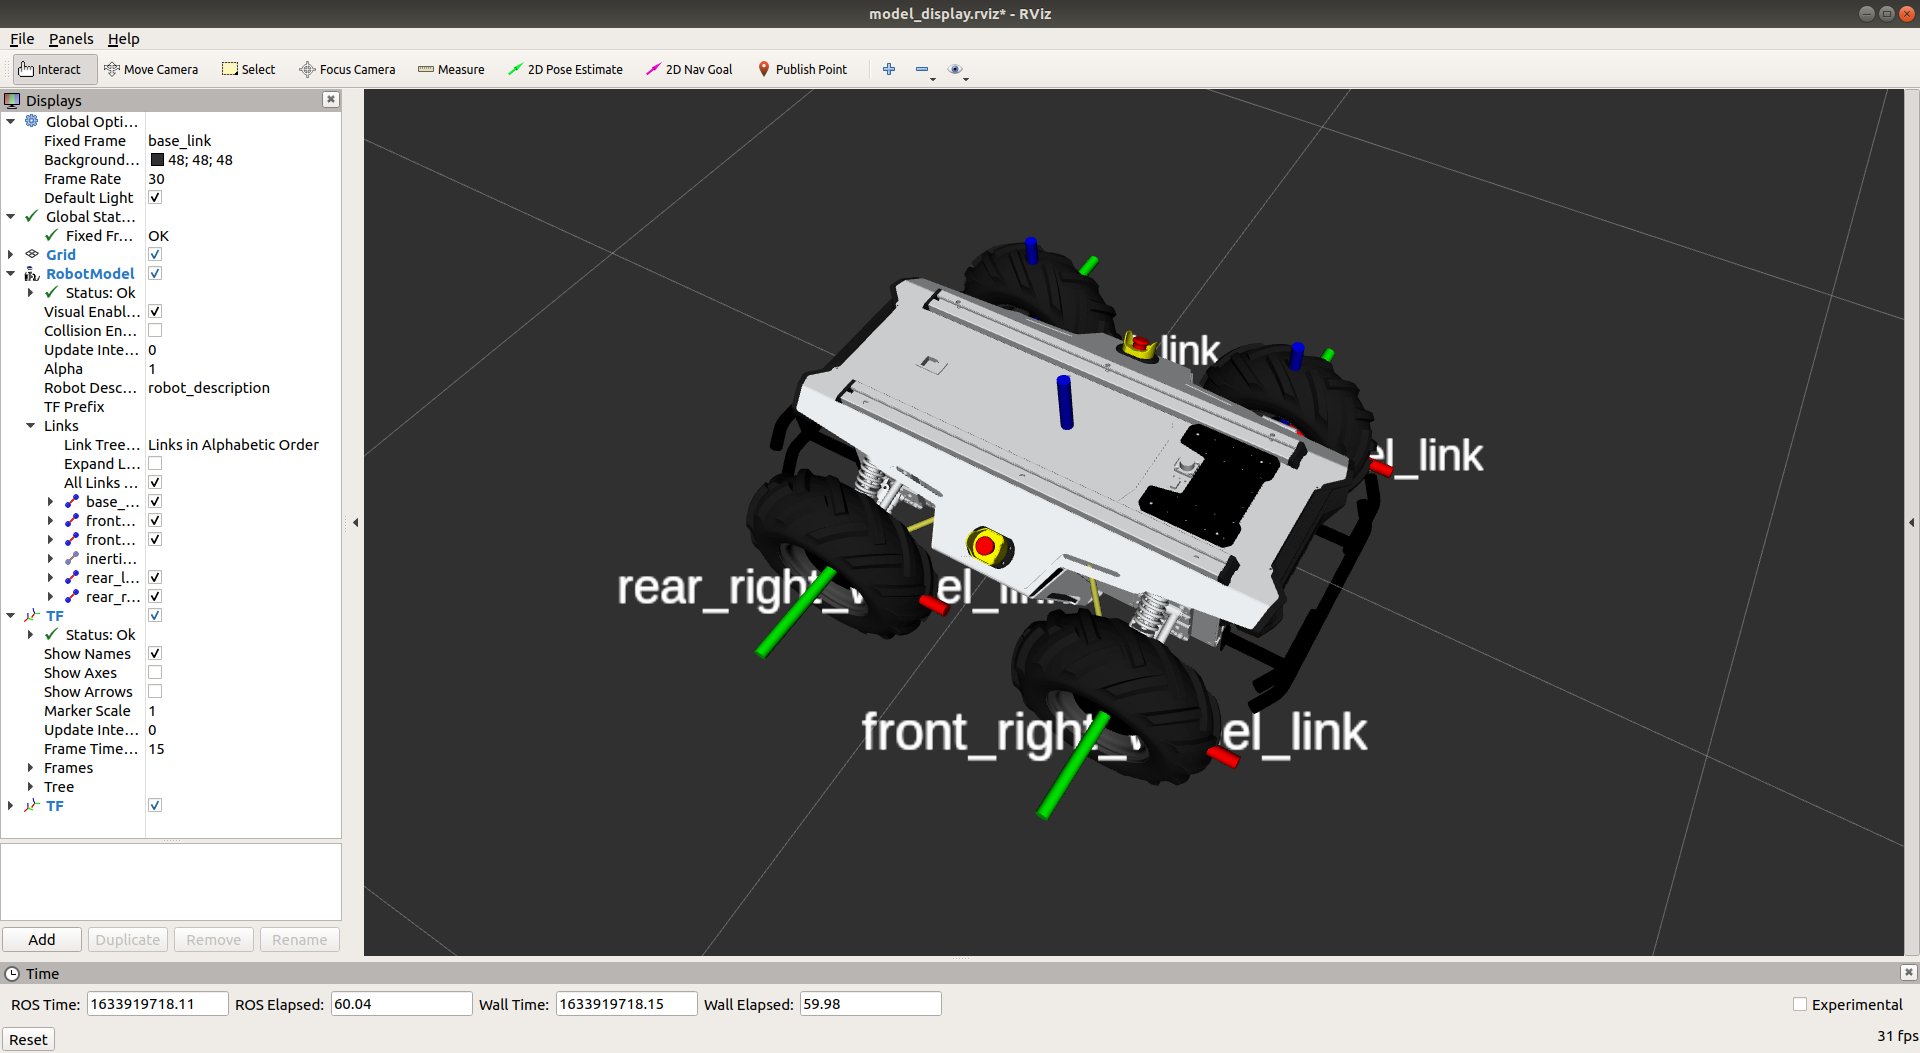 model_display.rviz* - RViz
File Panels Help
Interact Move Camera Select Focus Camera Measure 2D Pose Estimate 2D Nav Goal Publish Point
Displays
Global Opti...
Fixed Frame base_link
Background... 48; 48; 48
Frame Rate 30
Default Light
Global Stat...
Fixed Fr... OK
Grid
RobotModel
Status: Ok
Visual Enabl...
Collision En...
Update Inte... 0
Alpha 1
Robot Desc... robot_description
TF Prefix
Links
Link Tree... Links in Alphabetic Order
Expand L...
All Links ...
base_...
front...
front...
inerti...
rear_l...
rear_r...
TF
Status: Ok
Show Names
Show Axes
Show Arrows
Marker Scale 1
Update Inte... 0
Frame Time... 15
Frames
Tree
TF
Add Duplicate Remove Rename
link
el_link
rear_right_ el_
front_right_ el_link
Time
ROS Time: 1633919718.11 ROS Elapsed: 60.04 Wall Time: 1633919718.15 Wall Elapsed: 59.98 Experimental
Reset 31 fps